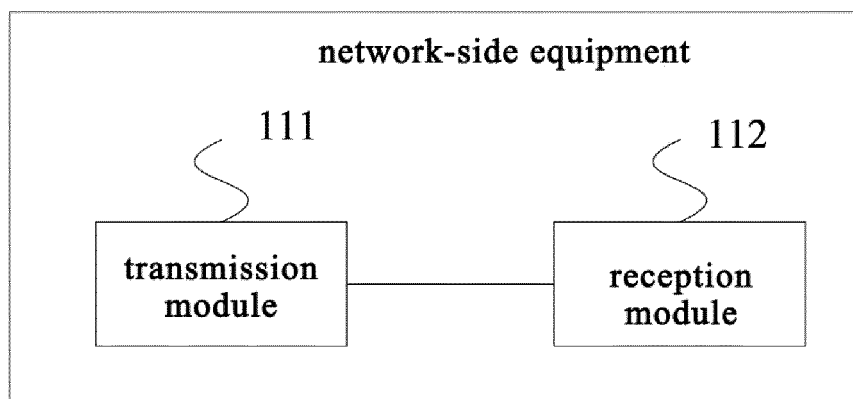 network-side equipment
111
112
transmission
module
reception
module